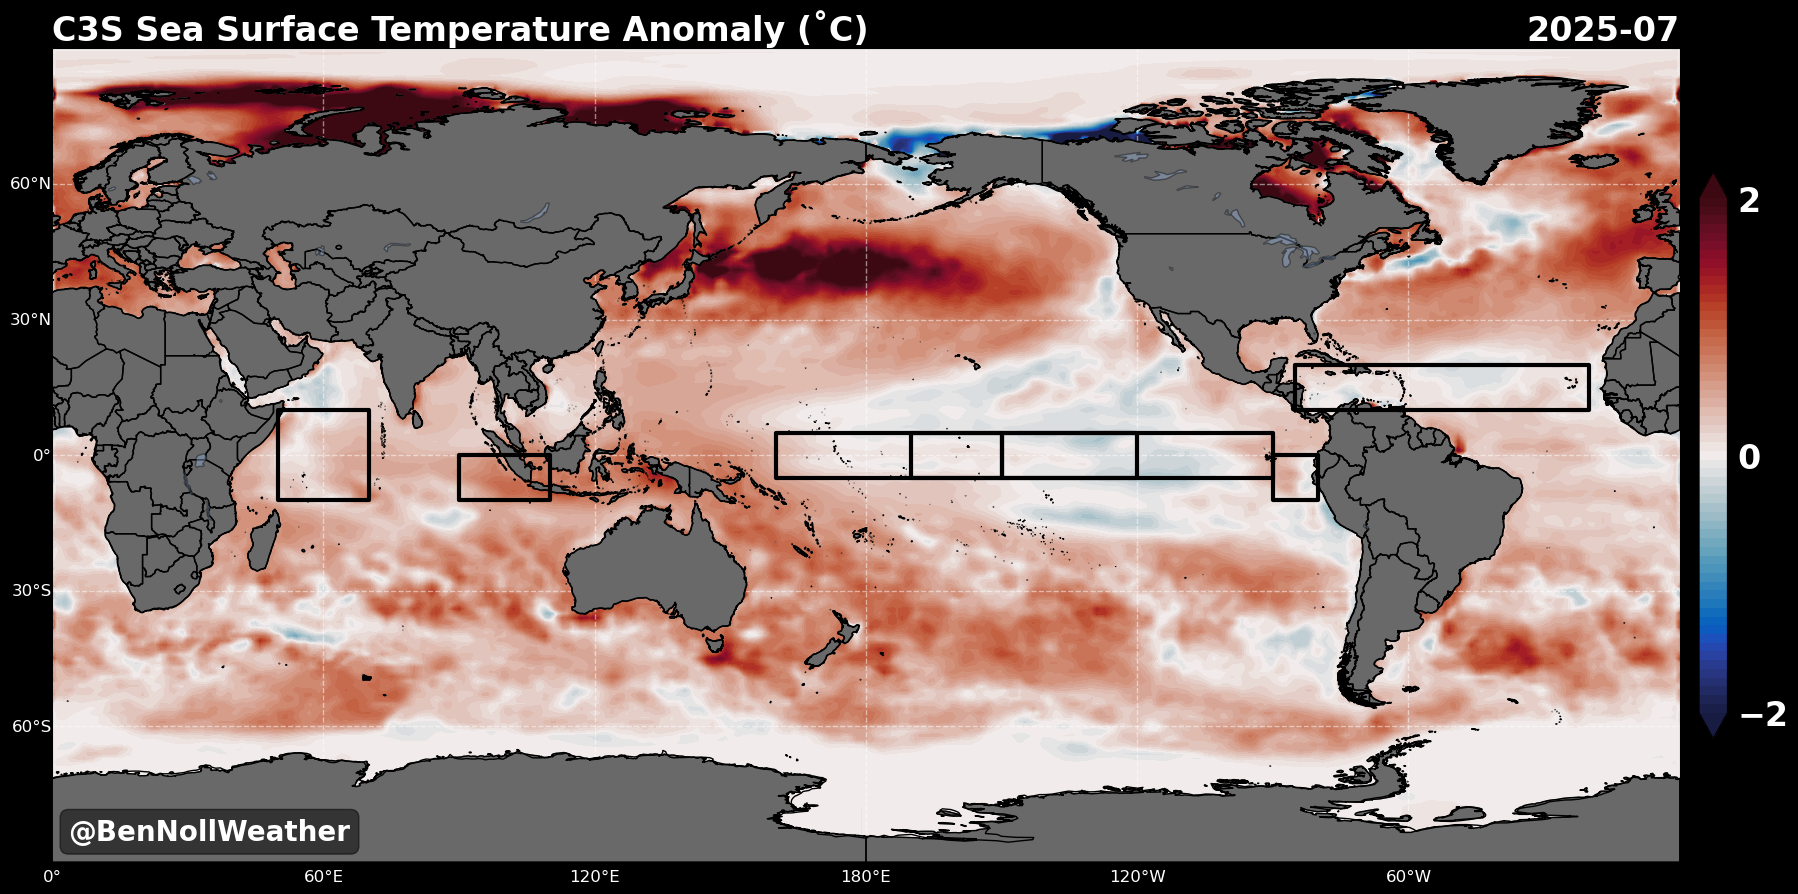 C3S Sea Surface Temperature Anomaly (˚C)
2025-07
60°N
30°N
0°
30°S
60°S
2
0
−2
@BenNollWeather
0°
60°E
120°E
180°E
120°W
60°W